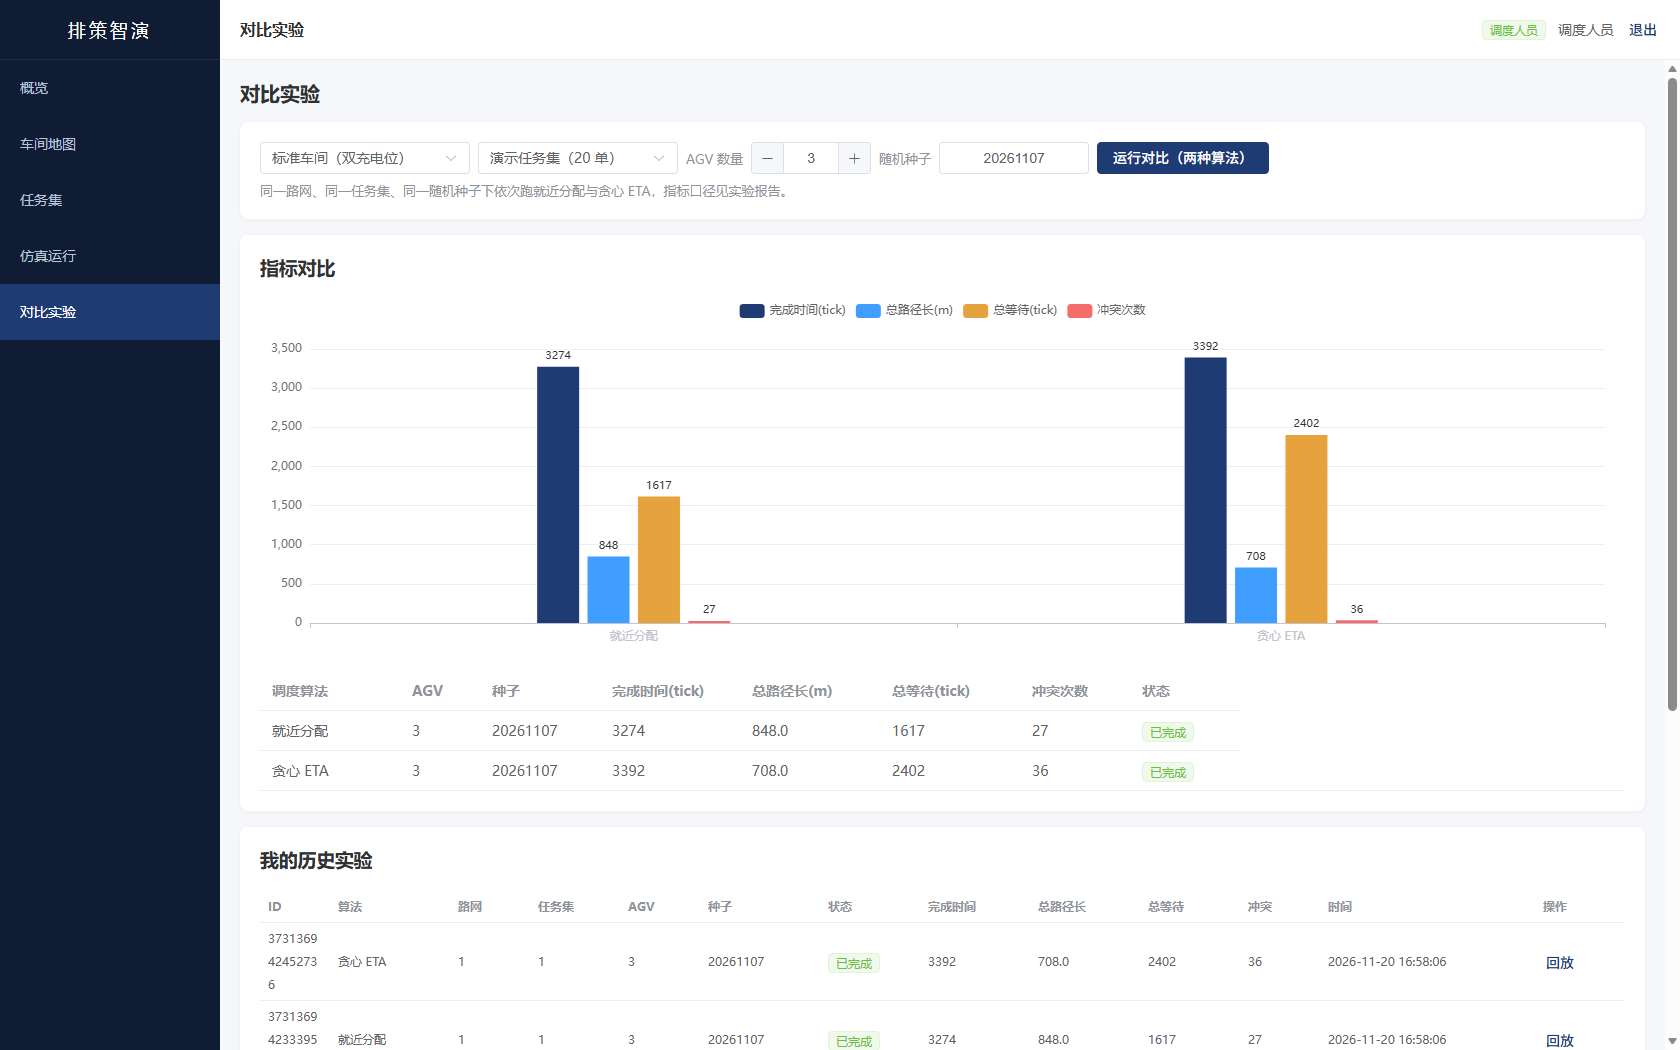 排策智演
概览
车间地图
任务集
仿真运行
对比实验
对比实验
调度人员 调度人员 退出
对比实验
标准车间（双充电位） 演示任务集（20 单） AGV 数量 — 3 + 随机种子 20261107 运行对比（两种算法）
同一路网、同一任务集、同一随机种子下依次跑就近分配与贪心 ETA，指标口径见实验报告。
指标对比
完成时间(tick) 总路径长(m) 总等待(tick) 冲突次数
3,500
3,000
2,500
2,000
1,500
1,000
500
0
3274
848
1617
27
3392
708
2402
36
就近分配 贪心 ETA
调度算法 AGV 种子 完成时间(tick) 总路径长(m) 总等待(tick) 冲突次数 状态
就近分配 3 20261107 3274 848.0 1617 27 已完成
贪心 ETA 3 20261107 3392 708.0 2402 36 已完成
我的历史实验
ID 算法 路网 任务集 AGV 种子 状态 完成时间 总路径长 总等待 冲突 时间 操作
3731369
4245273
6
贪心 ETA 1 1 3 20261107 已完成 3392 708.0 2402 36 2026-11-20 16:58:06 回放
3731369
4233395
就近分配 1 1 3 20261107 已完成 3274 848.0 1617 27 2026-11-20 16:58:06 回放